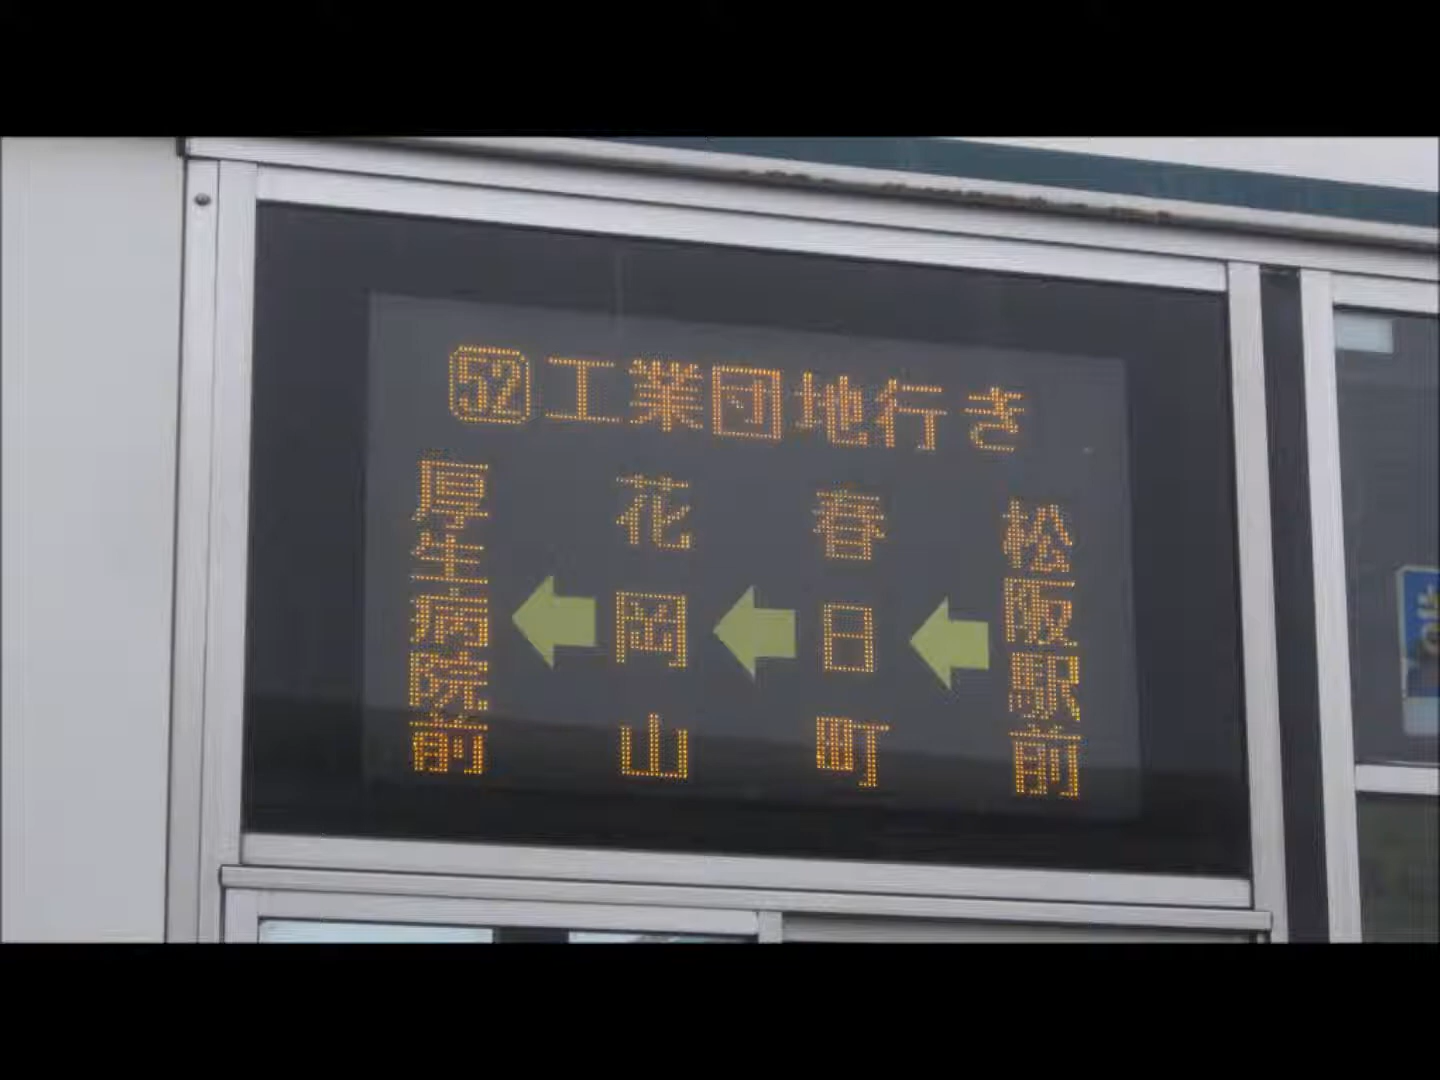 52 工業団地行き
松阪駅前
春日町
花岡山
厚生病院前